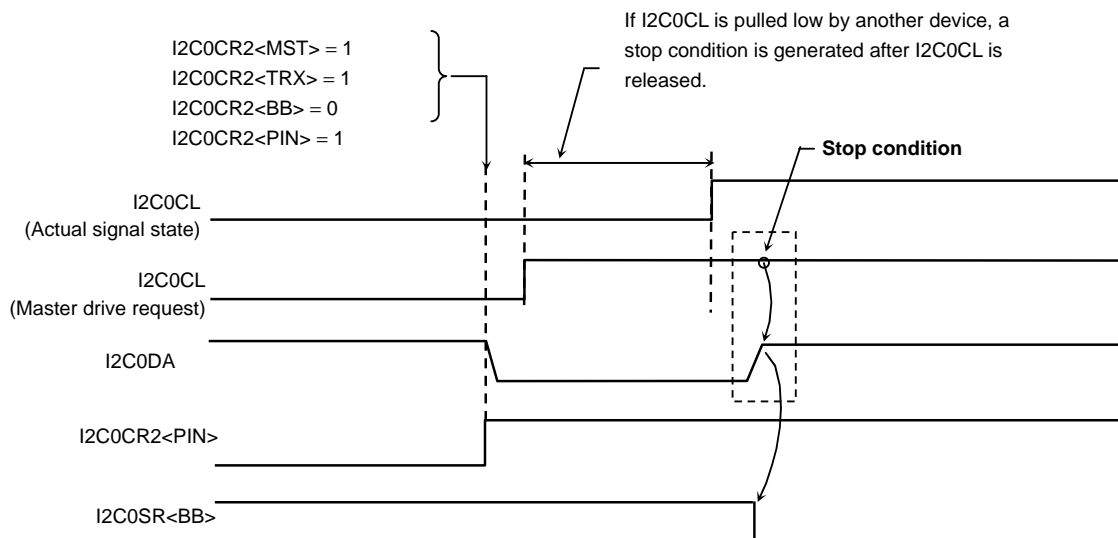 If I2C0CL is pulled low by another device, a
stop condition is generated after I2C0CL is
released.
I2C0CR2<MST> = 1
I2C0CR2<TRX> = 1
I2C0CR2<BB> = 0
I2C0CR2<PIN> = 1
Stop condition
I2C0CL
(Actual signal state)
I2C0CL
(Master drive request)
I2C0DA
I2C0CR2<PIN>
I2C0SR<BB>